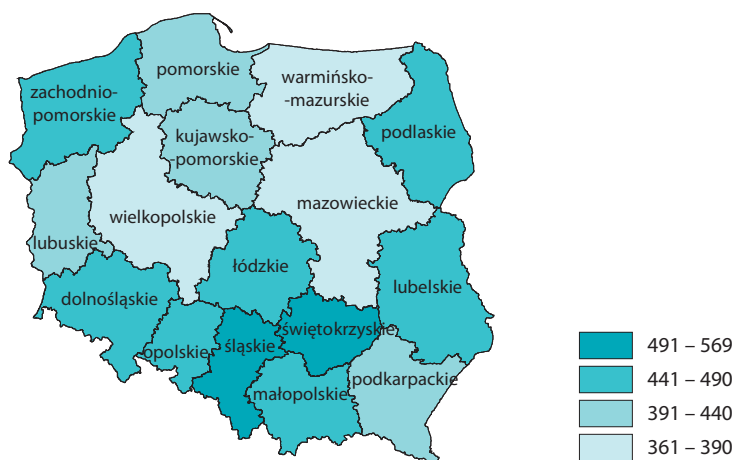 pomorskie
warmińsko-
-mazurskie
zachodnio-
pomorskie
kujawsko-
-pomorskie
podlaskie
mazowieckie
wielkopolskie
lubuskie
łódzkie
lubelskie
dolnośląskie
świętokrzyskie
śląskie
opolskie
podkarpackie
małopolskie
491 – 569
441 – 490
391 – 440
361 – 390